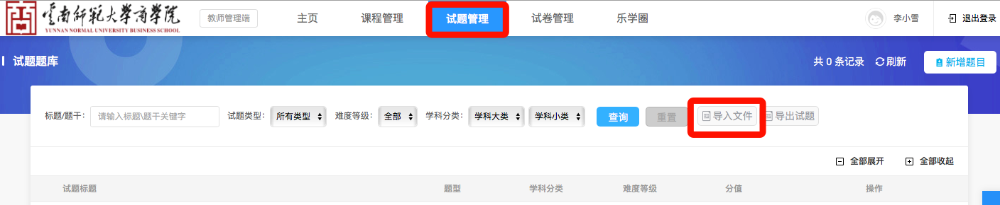 云南师范大学商学院
YUNNAN NORMAL UNIVERSITY BUSINESS SCHOOL
教师管理端 主页 课程管理 试题管理 试卷管理 乐学圈 李小雪 退出登录
试题题库 共 0 条记录 刷新 新增题目
标题/题干： 请输入标题\题干关键字 试题类型： 所有类型 难度等级： 全部 学科分类： 学科大类 学科小类 查询 重置 导入文件 导出试题
全部展开 全部收起
试题标题 题型 学科分类 难度等级 分值 操作